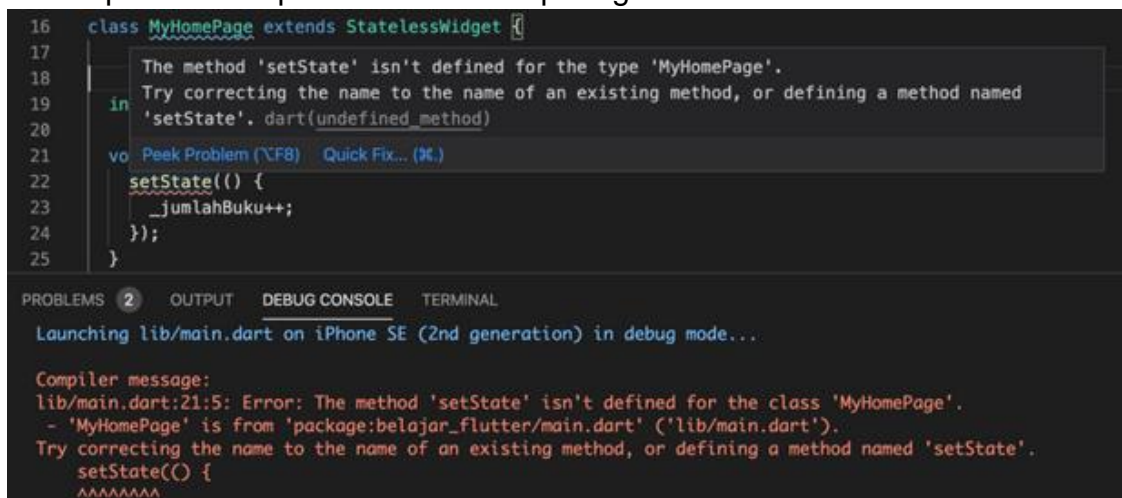 16 class MyHomePage extends StatelessWidget {
17
The method 'setState' isn't defined for the type 'MyHomePage'.
18
Try correcting the name to the name of an existing method, or defining a method named
19 in
'setState'. dart(undefined_method)
20
21 vo Peek Problem (⌥F8) Quick Fix... (⌘.)
22 setState(() {
23 _jumlahBuku++;
24 });
25 }
PROBLEMS 2 OUTPUT DEBUG CONSOLE TERMINAL
Launching lib/main.dart on iPhone SE (2nd generation) in debug mode...
Compiler message:
lib/main.dart:21:5: Error: The method 'setState' isn't defined for the class 'MyHomePage'.
- 'MyHomePage' is from 'package:belajar_flutter/main.dart' ('lib/main.dart').
Try correcting the name to the name of an existing method, or defining a method named 'setState'.
setState(() {
^^^^^^^^